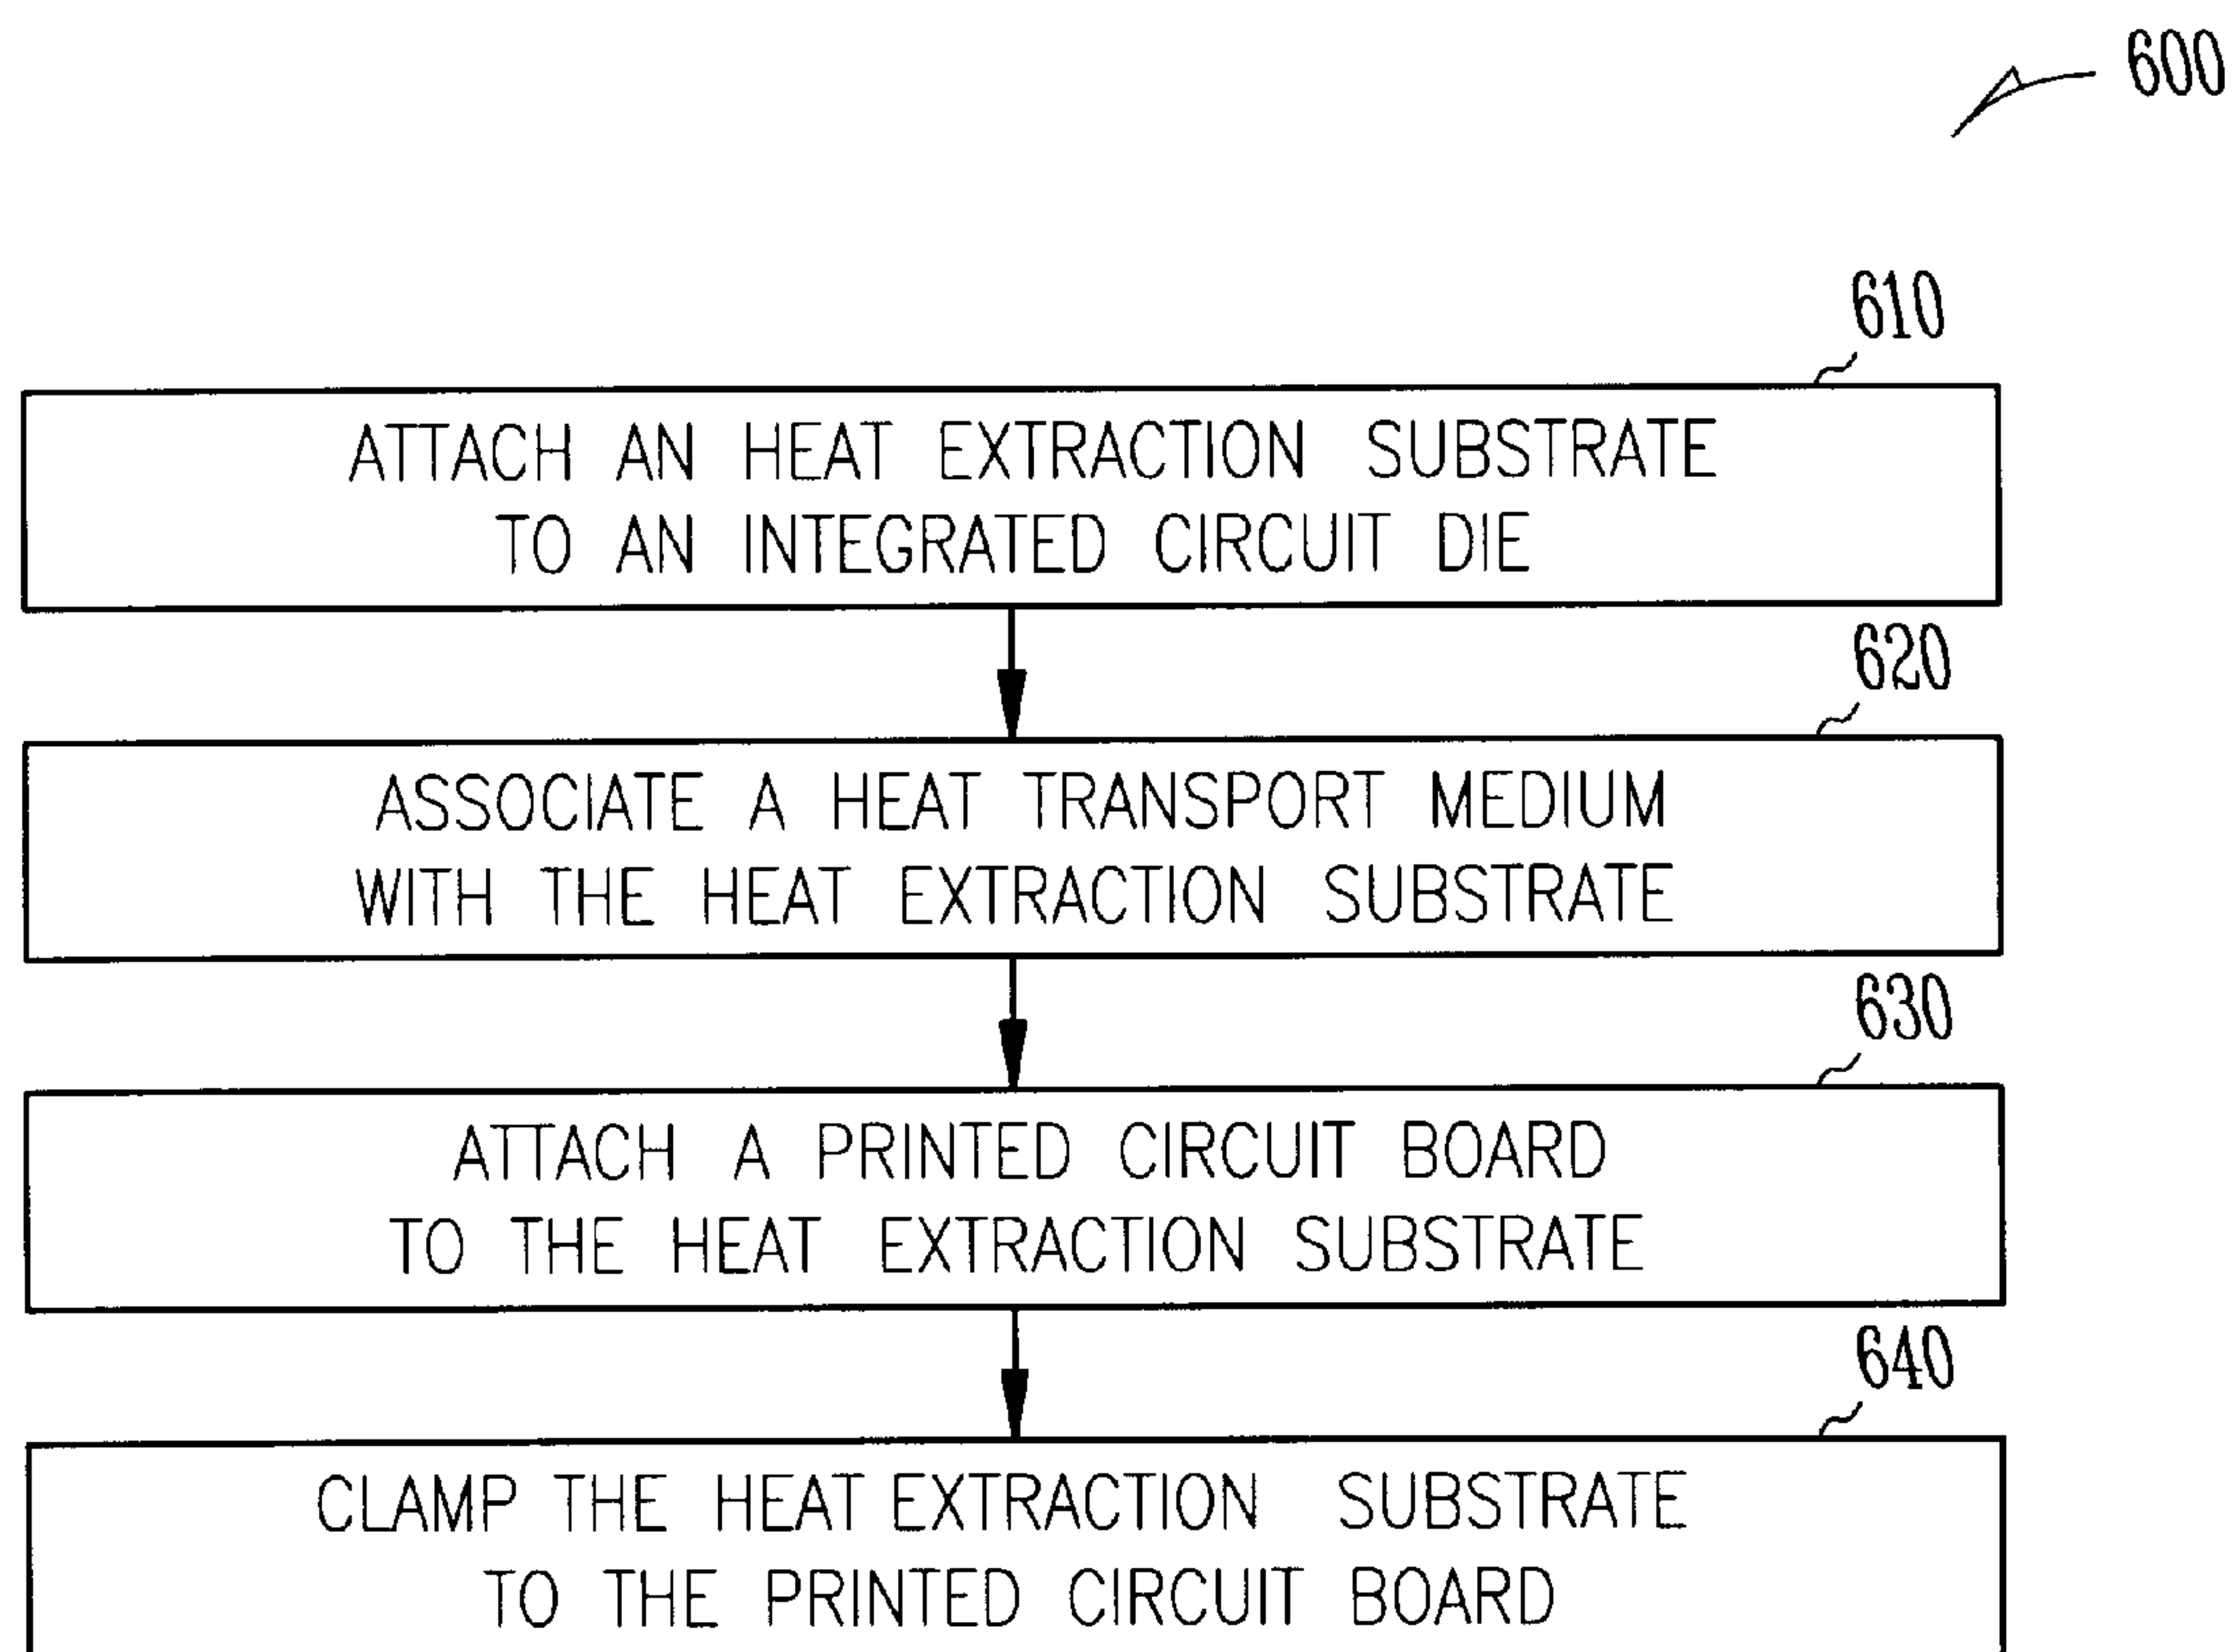 600
610
ATTACH AN HEAT EXTRACTION SUBSTRATE
TO AN INTEGRATED CIRCUIT DIE
620
ASSOCIATE A HEAT TRANSPORT MEDIUM
WITH THE HEAT EXTRACTION SUBSTRATE
630
ATTACH A PRINTED CIRCUIT BOARD
TO THE HEAT EXTRACTION SUBSTRATE
640
CLAMP THE HEAT EXTRACTION SUBSTRATE
TO THE PRINTED CIRCUIT BOARD